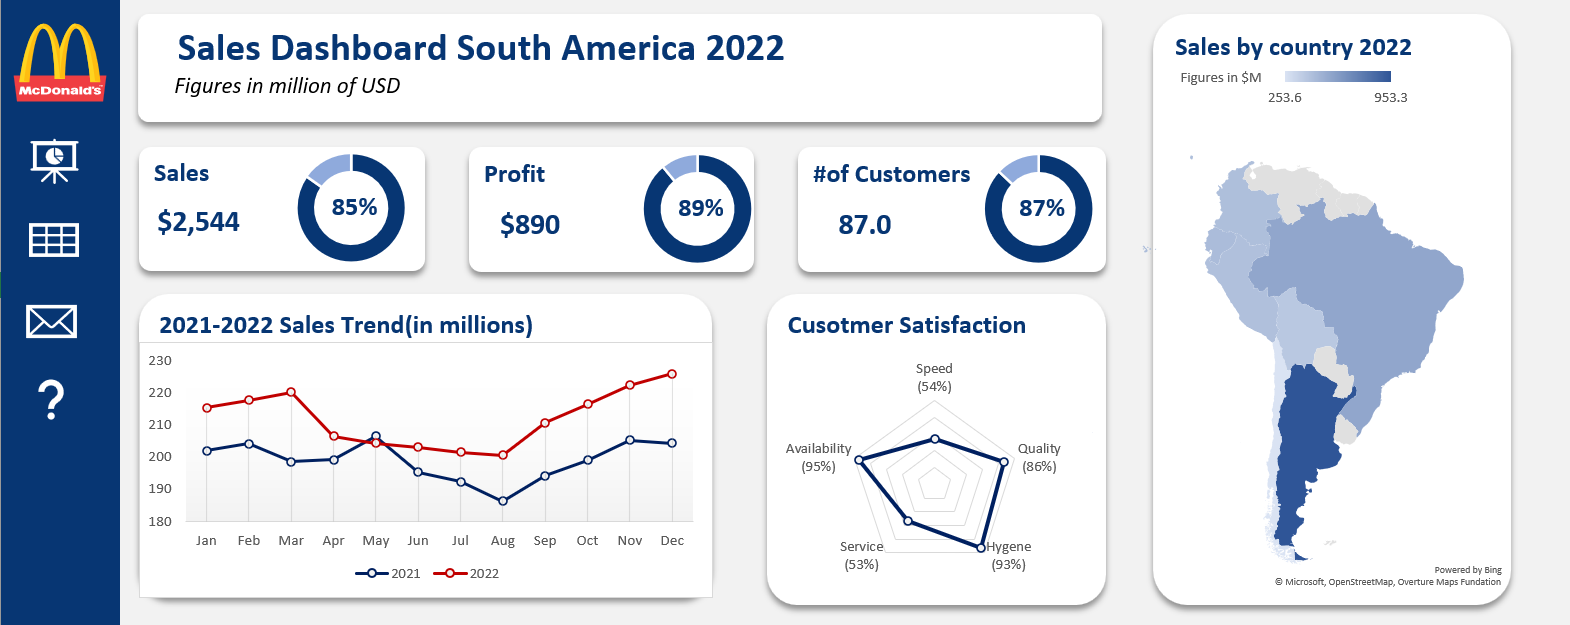 McDonald's
Sales Dashboard South America 2022
Figures in million of USD
Sales
$2,544
85%
Profit
$890
89%
#of Customers
87.0
87%
2021-2022 Sales Trend(in millions)
230
220
210
200
190
180
Jan Feb Mar Apr May Jun Jul Aug Sep Oct Nov Dec
2021 2022
Cusotmer Satisfaction
Speed
(54%)
Quality
(86%)
Hygene
(93%)
Service
(53%)
Availability
(95%)
Sales by country 2022
Figures in $M
253.6 953.3
Powered by Bing
© Microsoft, OpenStreetMap, Overture Maps Fundation